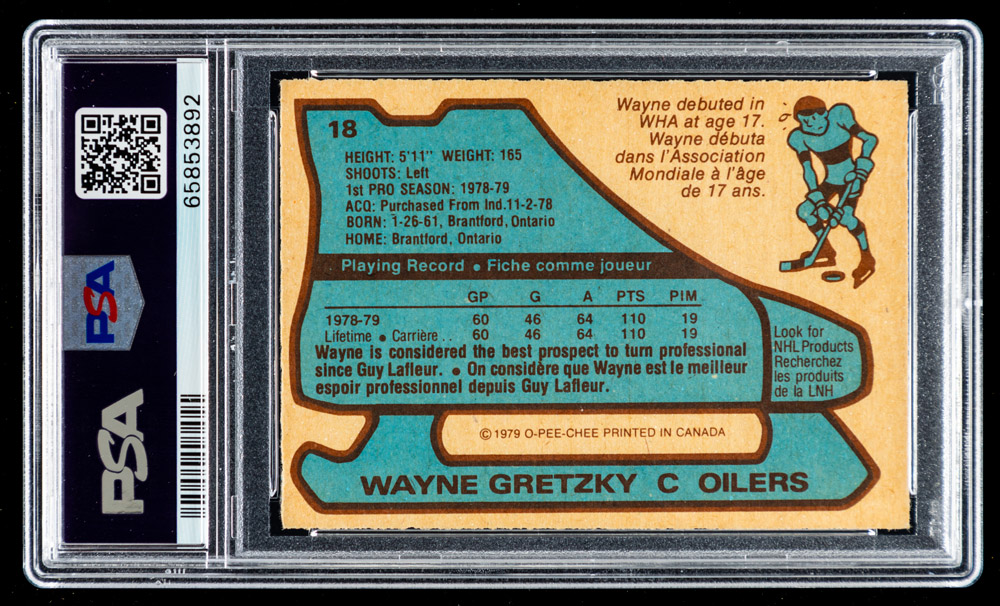 65853892
PSA
PSA
18
HEIGHT: 5'11" WEIGHT: 165
SHOOTS: Left
1st PRO SEASON: 1978-79
ACQ: Purchased From Ind.11-2-78
BORN: 1-26-61, Brantford, Ontario
HOME: Brantford, Ontario
Wayne debuted in
WHA at age 17.
Wayne débuta
dans l'Association
Mondiale à l'âge
de 17 ans.
Playing Record • Fiche comme joueur
GP G A PTS PIM
1978-79 60 46 64 110 19
Lifetime • Carrière . . 60 46 64 110 19
Wayne is considered the best prospect to turn professional
since Guy Lafleur. • On considère que Wayne est le meilleur
espoir professionnel depuis Guy Lafleur.
Look for
NHL Products
Recherchez
les produits
de la LNH
© 1979 O-PEE-CHEE PRINTED IN CANADA
WAYNE GRETZKY C OILERS